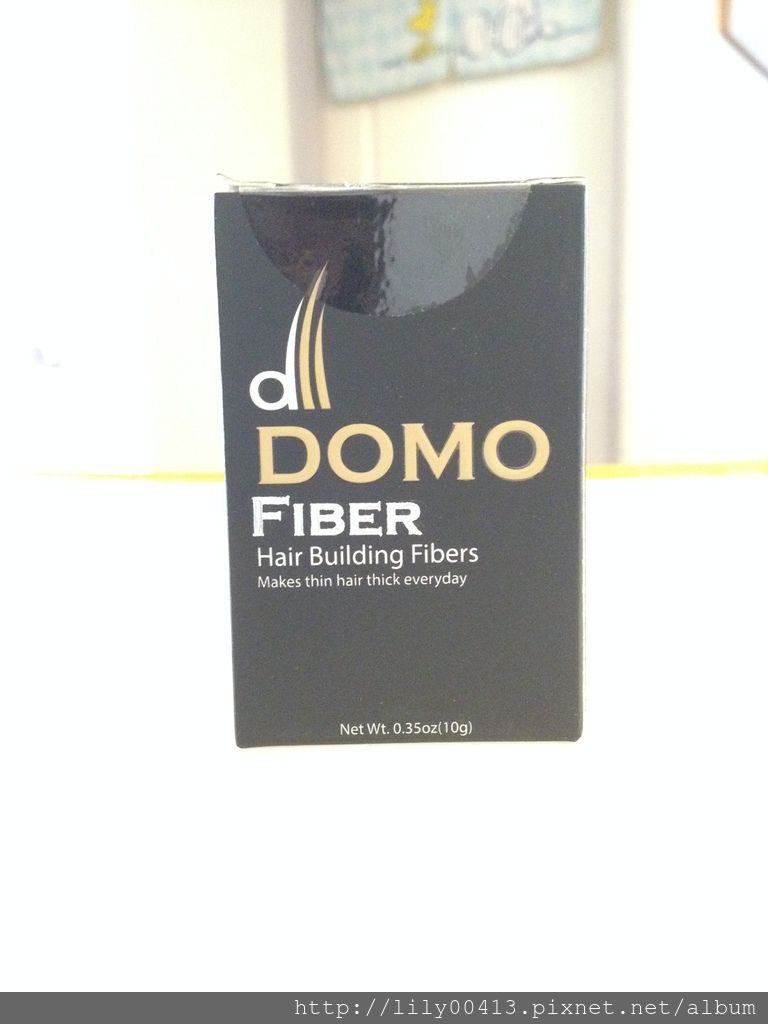 d
DOMO
FIBER
Hair Building Fibers
Makes thin hair thick everyday
Net Wt. 0.35oz(10g)
http://lily00413.pixnet.net/album